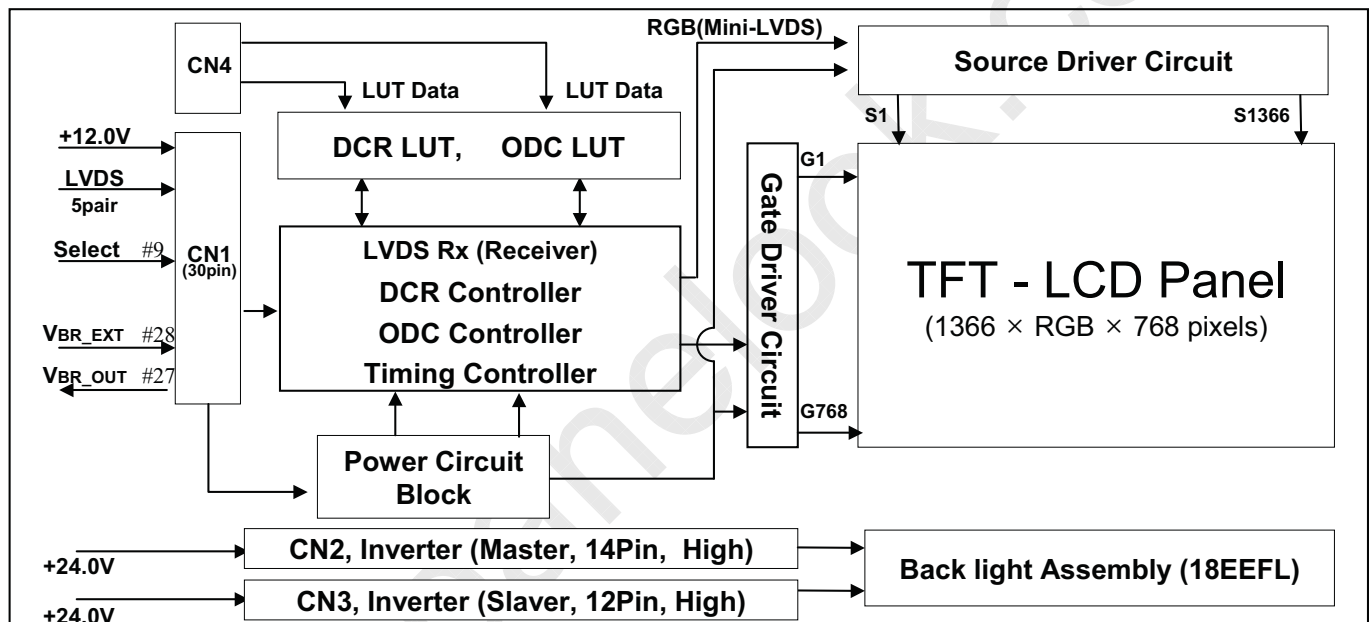 RGB(Mini-LVDS)
CN4
Source Driver Circuit
LUT Data
LUT Data
S1
S1366
+12.0V
DCR LUT, ODC LUT
G1
LVDS
5pair
Gate Driver Circuit
Select #9
CN1
(30pin)
LVDS Rx (Receiver)
DCR Controller
ODC Controller
Timing Controller
TFT - LCD Panel
(1366 × RGB × 768 pixels)
VBR_EXT #28
VBR_OUT #27
G768
Power Circuit
Block
CN2, Inverter (Master, 14Pin, High)
+24.0V
Back light Assembly (18EEFL)
CN3, Inverter (Slaver, 12Pin, High)
+24.0V